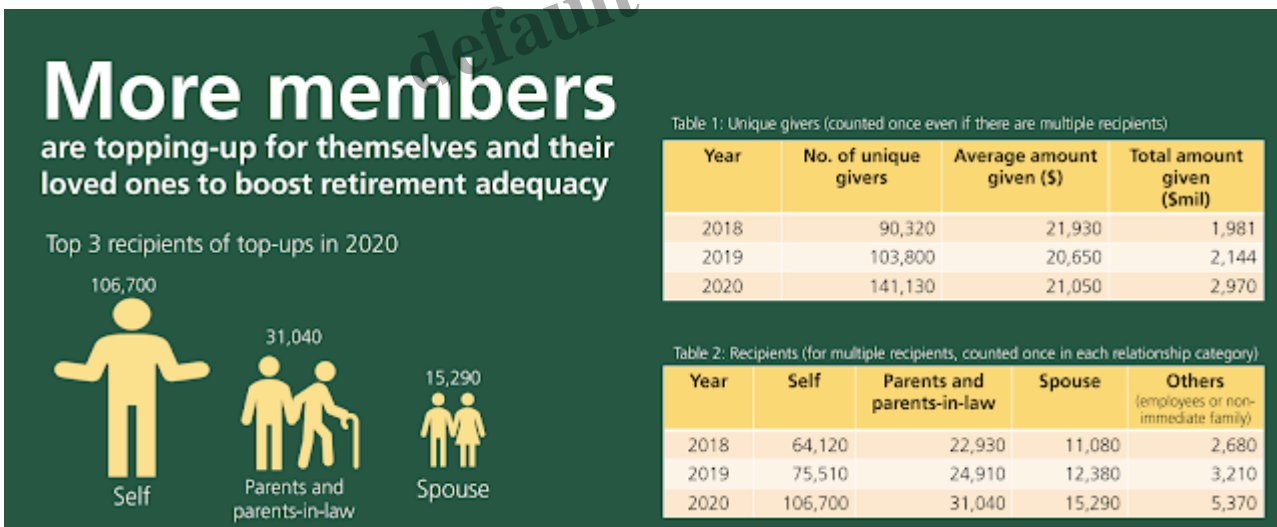 default
More members
are topping-up for themselves and their
loved ones to boost retirement adequacy
Top 3 recipients of top-ups in 2020
106,700
31,040
15,290
Self
Parents and
parents-in-law
Spouse
Table 1: Unique givers (counted once even if there are multiple recipients)
Year No. of unique givers Average amount given ($) Total amount given ($mil)
2018 90,320 21,930 1,981
2019 103,800 20,650 2,144
2020 141,130 21,050 2,970
Table 2: Recipients (for multiple recipients, counted once in each relationship category)
Year Self Parents and parents-in-law Spouse Others (employees or non-immediate family)
2018 64,120 22,930 11,080 2,680
2019 75,510 24,910 12,380 3,210
2020 106,700 31,040 15,290 5,370